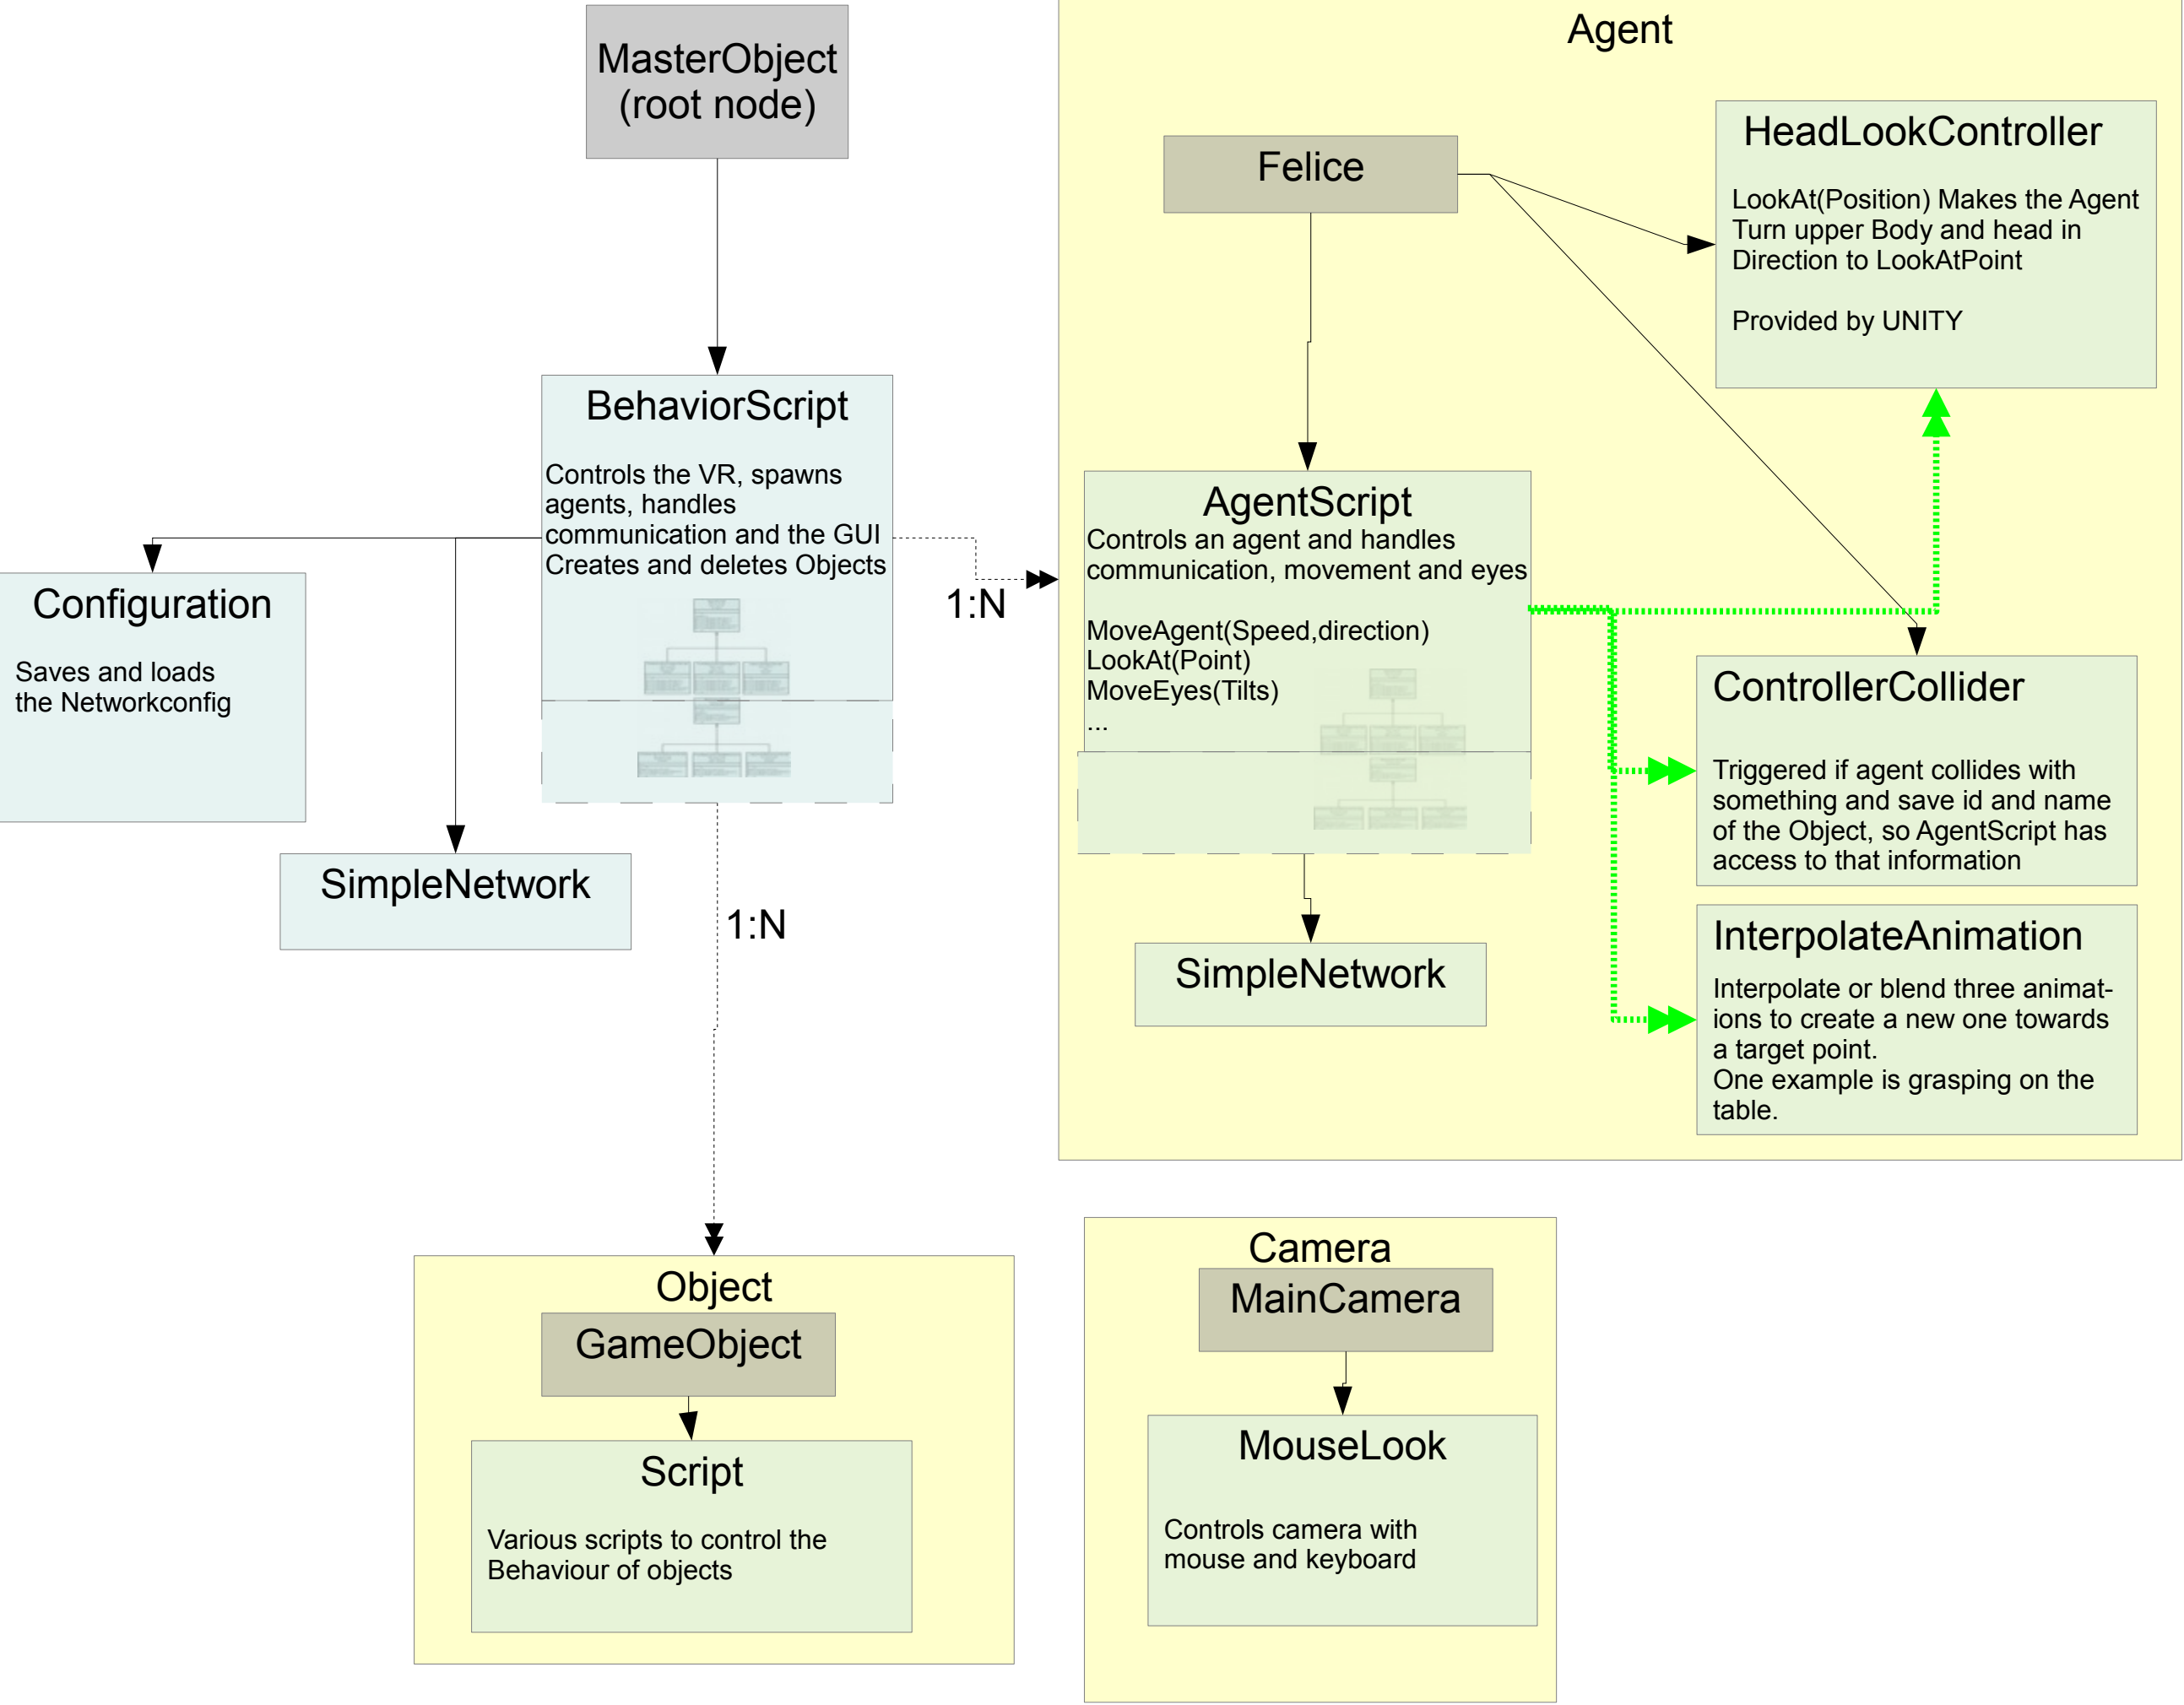 MasterObject
(root node)
BehaviorScript
Controls the VR, spawns
agents, handles
communication and the GUI
Creates and deletes Objects
Configuration
Saves and loads
the Networkconfig
SimpleNetwork
1:N
1:N
Agent
Felice
HeadLookController
LookAt(Position) Makes the Agent
Turn upper Body and head in
Direction to LookAtPoint
Provided by UNITY
AgentScript
Controls an agent and handles
communication, movement and eyes
MoveAgent(Speed,direction)
LookAt(Point)
MoveEyes(Tilts)
...
SimpleNetwork
ControllerCollider
Triggered if agent collides with
something and save id and name
of the Object, so AgentScript has
access to that information
InterpolateAnimation
Interpolate or blend three animat-
ions to create a new one towards
a target point.
One example is grasping on the
table.
Object
GameObject
Script
Various scripts to control the
Behaviour of objects
Camera
MainCamera
MouseLook
Controls camera with
mouse and keyboard